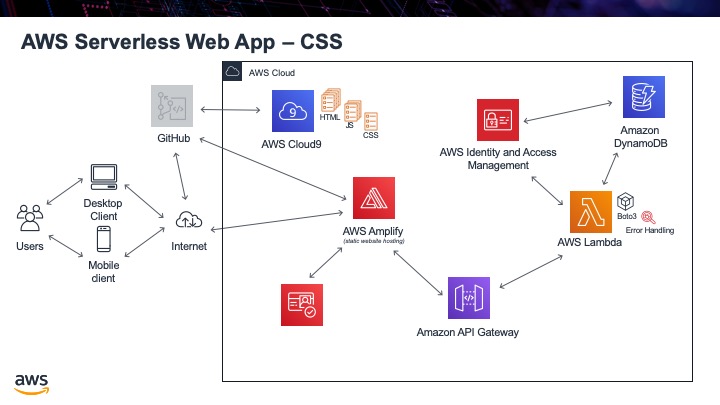 AWS Serverless Web App – CSS
AWS Cloud
GitHub
9
AWS Cloud9
HTML
JS
CSS
Amazon
DynamoDB
AWS Identity and Access
Management
Users
Desktop
Client
Mobile
client
Internet
AWS Amplify
(static website hosting)
AWS Lambda
Boto3
Error Handling
Amazon API Gateway
aws